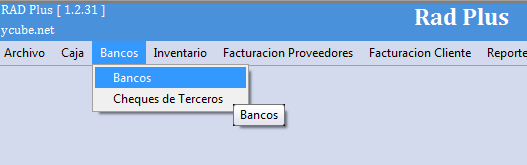 RAD Plus [ 1.2.31 ]
Rad Plus
ycube.net
Archivo Caja Bancos Inventario Facturacion Proveedores Facturacion Cliente Reporte
Bancos
Cheques de Terceros
Bancos